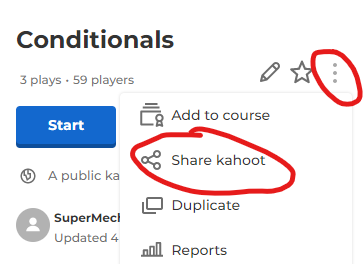 Conditionals
3 plays • 59 players
Add to course
Start
Share kahoot
A public ka
Duplicate
SuperMech
Updated 4
Reports